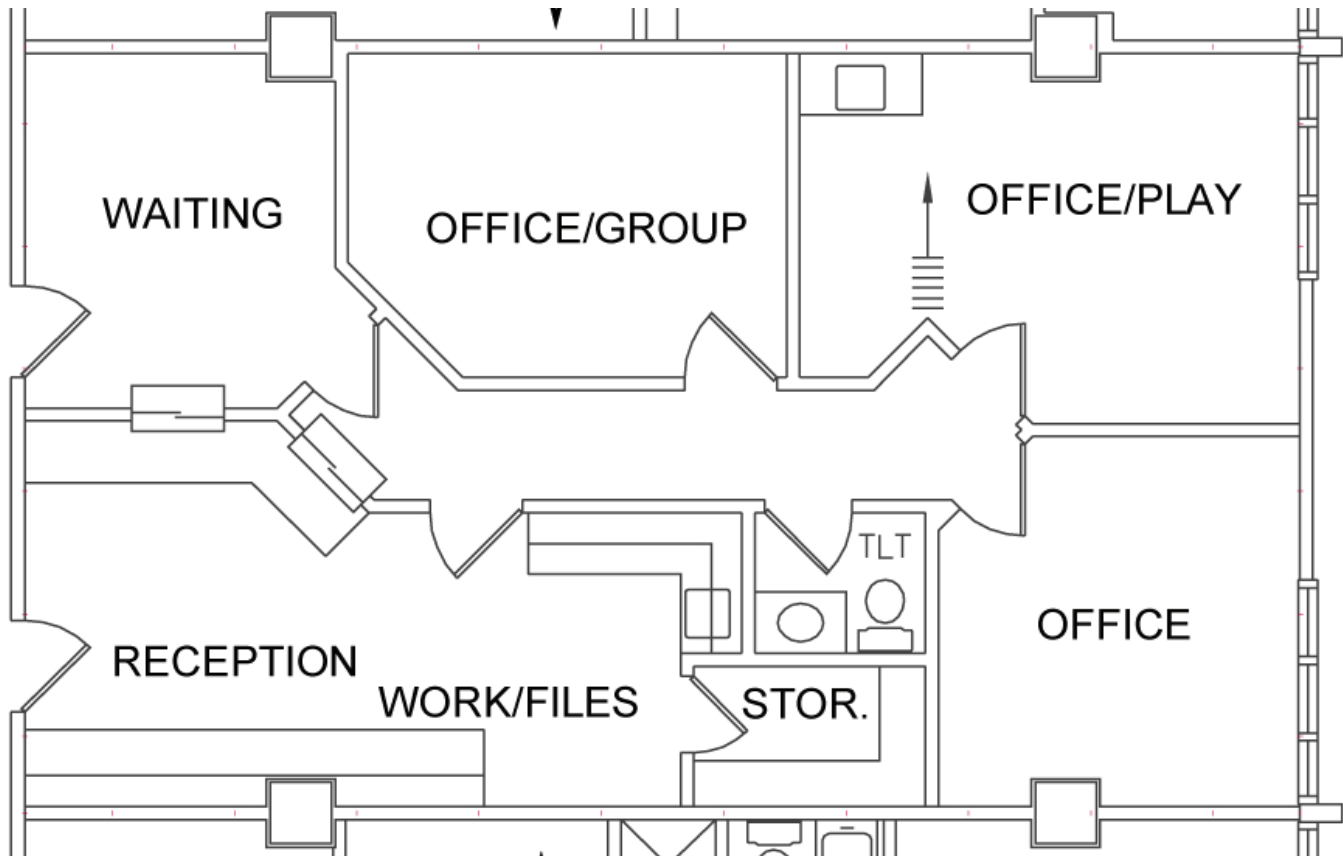 WAITING
OFFICE/GROUP
OFFICE/PLAY
TLT
OFFICE
RECEPTION
WORK/FILES
STOR.